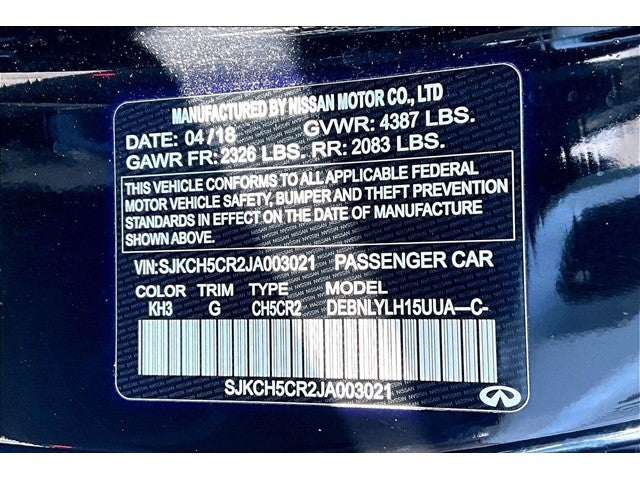 MANUFACTURED BY NISSAN MOTOR CO., LTD
DATE: 04/18 GVWR: 4387 LBS.
GAWR FR: 2326 LBS. RR: 2083 LBS.
THIS VEHICLE CONFORMS TO ALL APPLICABLE FEDERAL
MOTOR VEHICLE SAFETY, BUMPER AND THEFT PREVENTION
STANDARDS IN EFFECT ON THE DATE OF MANUFACTURE
SHOWN ABOVE.
VIN:SJKCH5CR2JA003021 PASSENGER CAR
COLOR TRIM TYPE MODEL
KH3 G CH5CR2 DEBNLYLH15UUA—C-
SJKCH5CR2JA003021